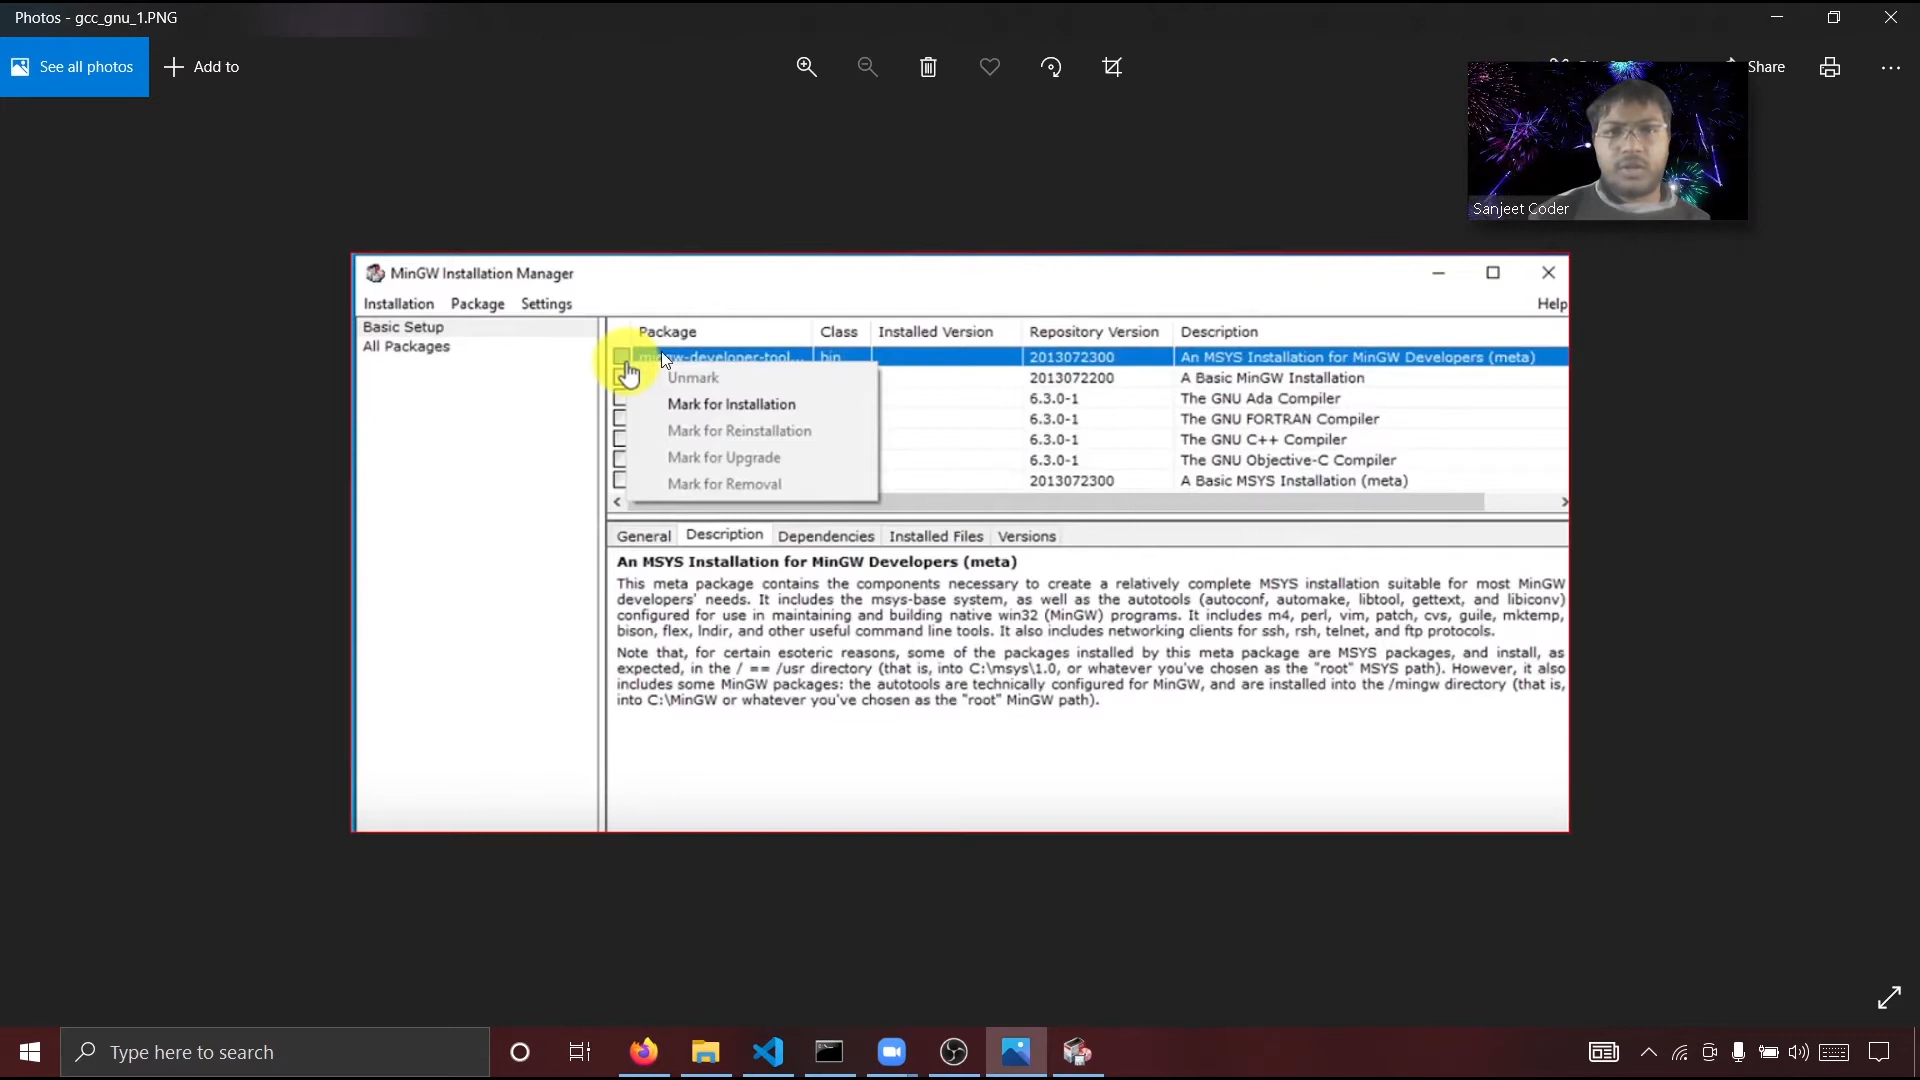 Photos - gcc_gnu_1.PNG
See all photos
Add to
Share
Sanjeet Coder
MinGW Installation Manager
Installation Package Settings
Help
Basic Setup
All Packages
Package Class Installed Version Repository Version Description
bin 2013072300 An MSYS Installation for MinGW Developers (meta)
Unmark
Mark for Installation
Mark for Reinstallation
Mark for Upgrade
Mark for Removal
2013072200 A Basic MinGW Installation
6.3.0-1 The GNU Ada Compiler
6.3.0-1 The GNU FORTRAN Compiler
6.3.0-1 The GNU C++ Compiler
6.3.0-1 The GNU Objective-C Compiler
2013072300 A Basic MSYS Installation (meta)
General Description Dependencies Installed Files Versions
An MSYS Installation for MinGW Developers (meta)
This meta package contains the components necessary to create a relatively complete MSYS installation suitable for most MinGW
developers' needs. It includes the msys-base system, as well as the autotools (autoconf, automake, libtool, gettext, and libiconv)
configured for use in maintaining and building native win32 (MinGW) programs. It includes m4, perl, vim, patch, cvs, guile, mktemp,
bison, flex, lndir, and other useful command line tools. It also includes networking clients for ssh, rsh, telnet, and ftp protocols.
Note that, for certain esoteric reasons, some of the packages installed by this meta package are MSYS packages, and install, as
expected, in the / == /usr directory (that is, into C:\msys\1.0, or whatever you've chosen as the "root" MSYS path). However, it also
includes some MinGW packages: the autotools are technically configured for MinGW, and are installed into the /mingw directory (that is,
into C:\MinGW or whatever you've chosen as the "root" MinGW path).
Type here to search